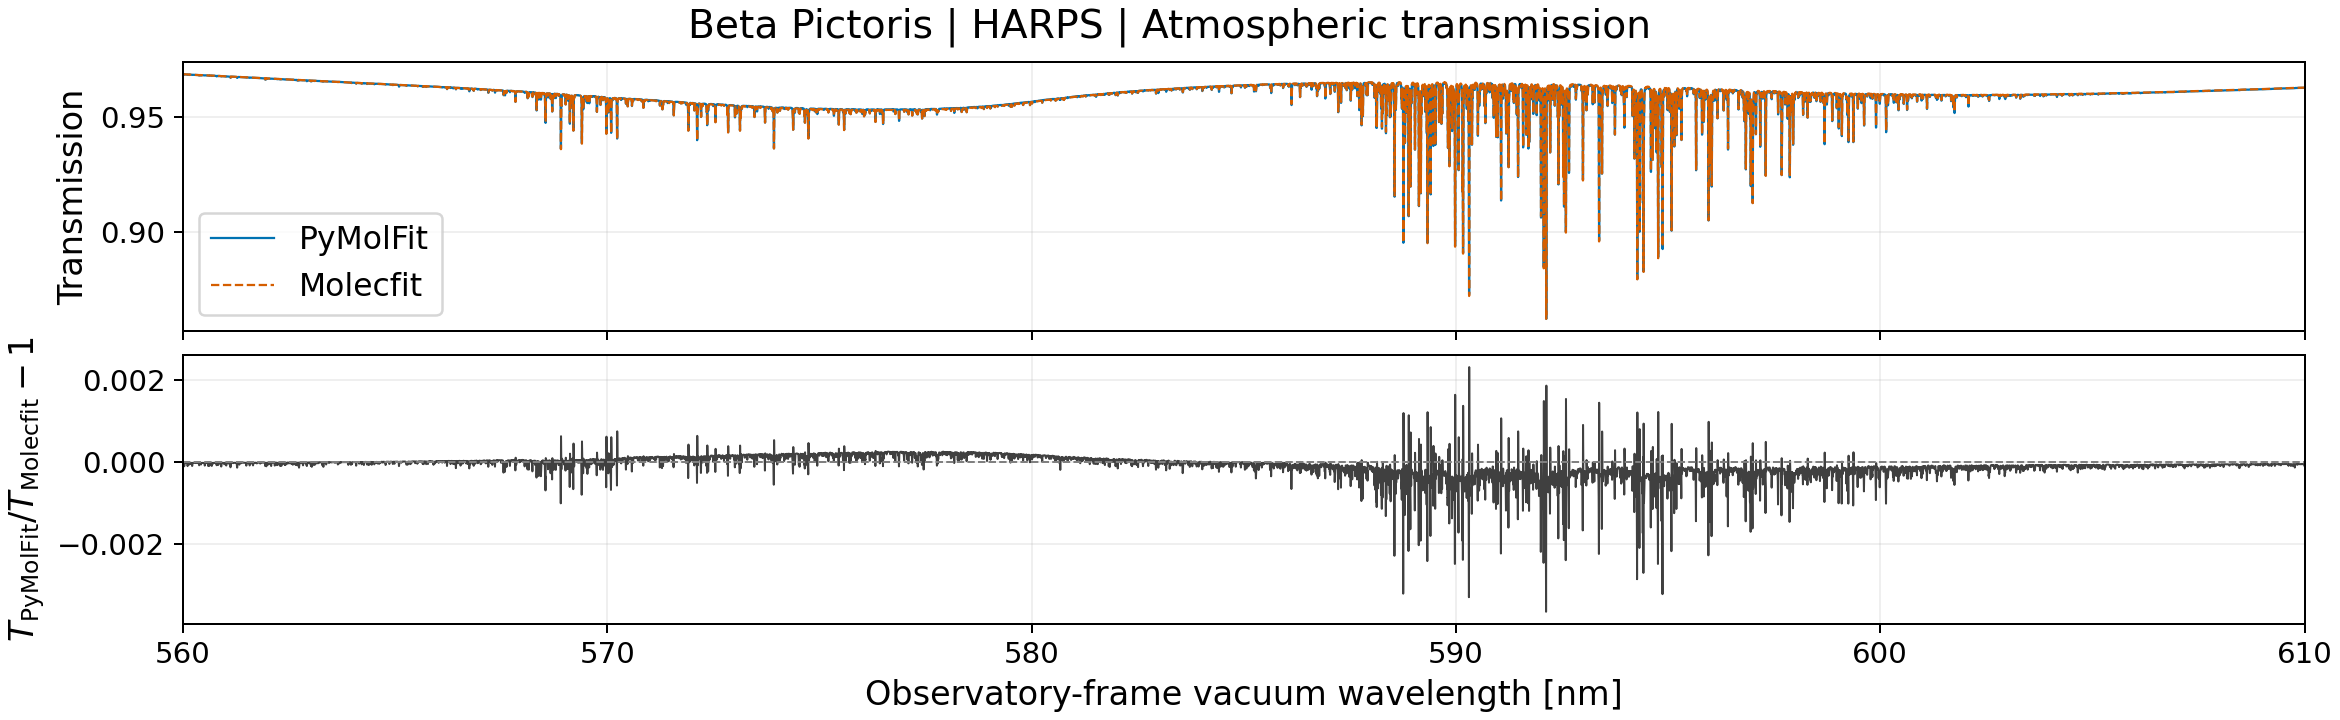 Beta Pictoris | HARPS | Atmospheric transmission
Transmission
0.95
0.90
PyMolFit
Molecfit
T_PyMolFit/T_Molecfit − 1
0.002
0.000
−0.002
560
570
580
590
600
610
Observatory-frame vacuum wavelength [nm]